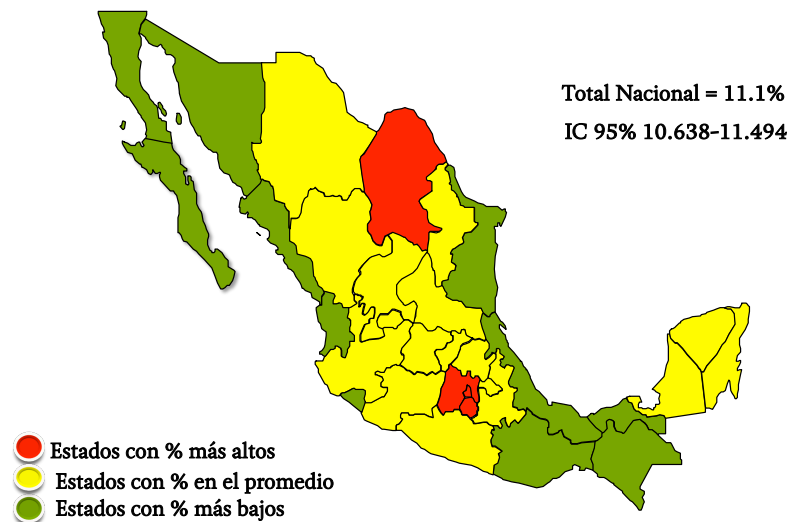 Total Nacional = 11.1%
IC 95% 10.638-11.494
Estados con % más altos
Estados con % en el promedio
Estados con % más bajos